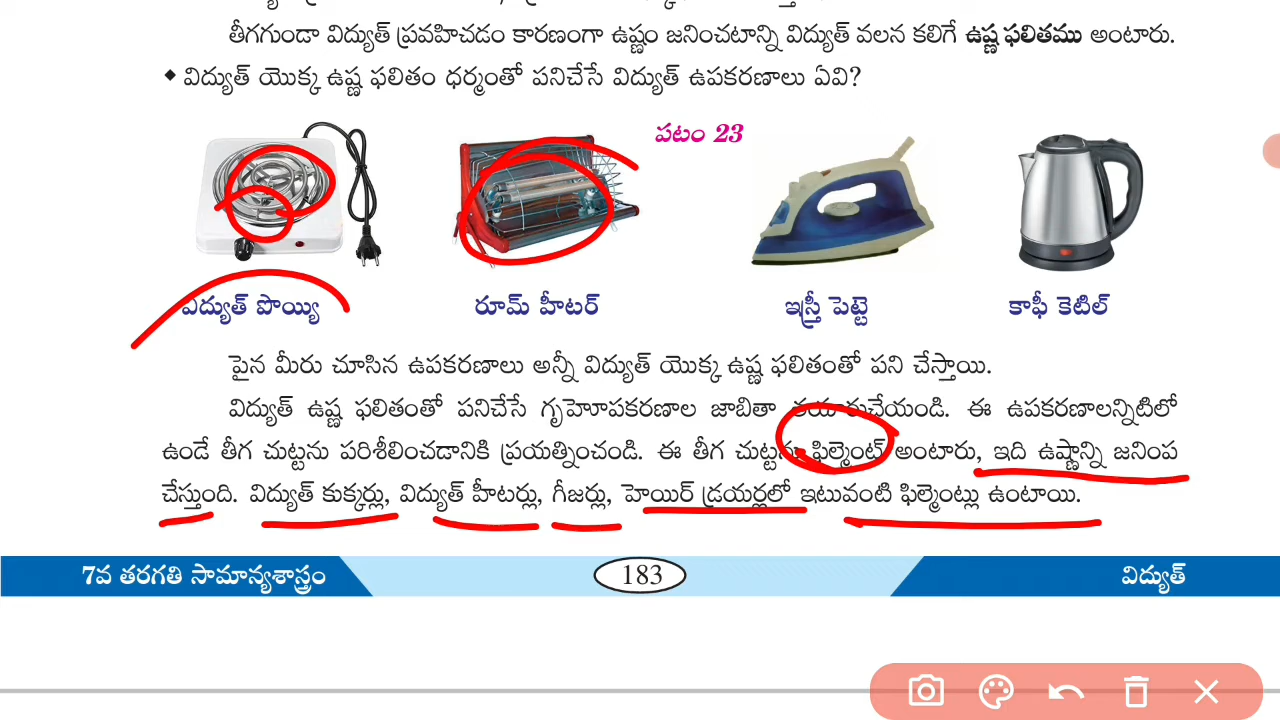 తీగగుండా విద్యుత్ ప్రవహిచడం కారణంగా ఉష్ణం జనించటాన్ని విద్యుత్ వలన కలిగే ఉష్ణ ఫలితము అంటారు.
◆ విద్యుత్ యొక్క ఉష్ణ ఫలితం ధర్మంతో పనిచేసే విద్యుత్ ఉపకరణాలు ఏవి?
పటం 23
విద్యుత్ పొయ్యి రూమ్ హీటర్ ఇస్త్రీ పెట్టె కాఫీ కెటిల్
పైన మీరు చూసిన ఉపకరణాలు అన్నీ విద్యుత్ యొక్క ఉష్ణ ఫలితంతో పని చేస్తాయి.
విద్యుత్ ఉష్ణ ఫలితంతో పనిచేసే గృహెూపకరణాల జాబితా తయారుచేయండి. ఈ ఉపకరణాలన్నిటిలో
ఉండే తీగ చుట్టను పరిశీలించడానికి ప్రయత్నించండి. ఈ తీగ చుట్టను ఫిల్మెంట్ అంటారు, ఇది ఉష్ణాన్ని జనింప
చేస్తుంది. విద్యుత్ కుక్కర్లు, విద్యుత్ హీటర్లు, గీజర్లు, హెయిర్ డ్రయర్లలో ఇటువంటి ఫిల్మెంట్లు ఉంటాయి.
7వ తరగతి సామాన్యశాస్త్రం 183 విద్యుత్